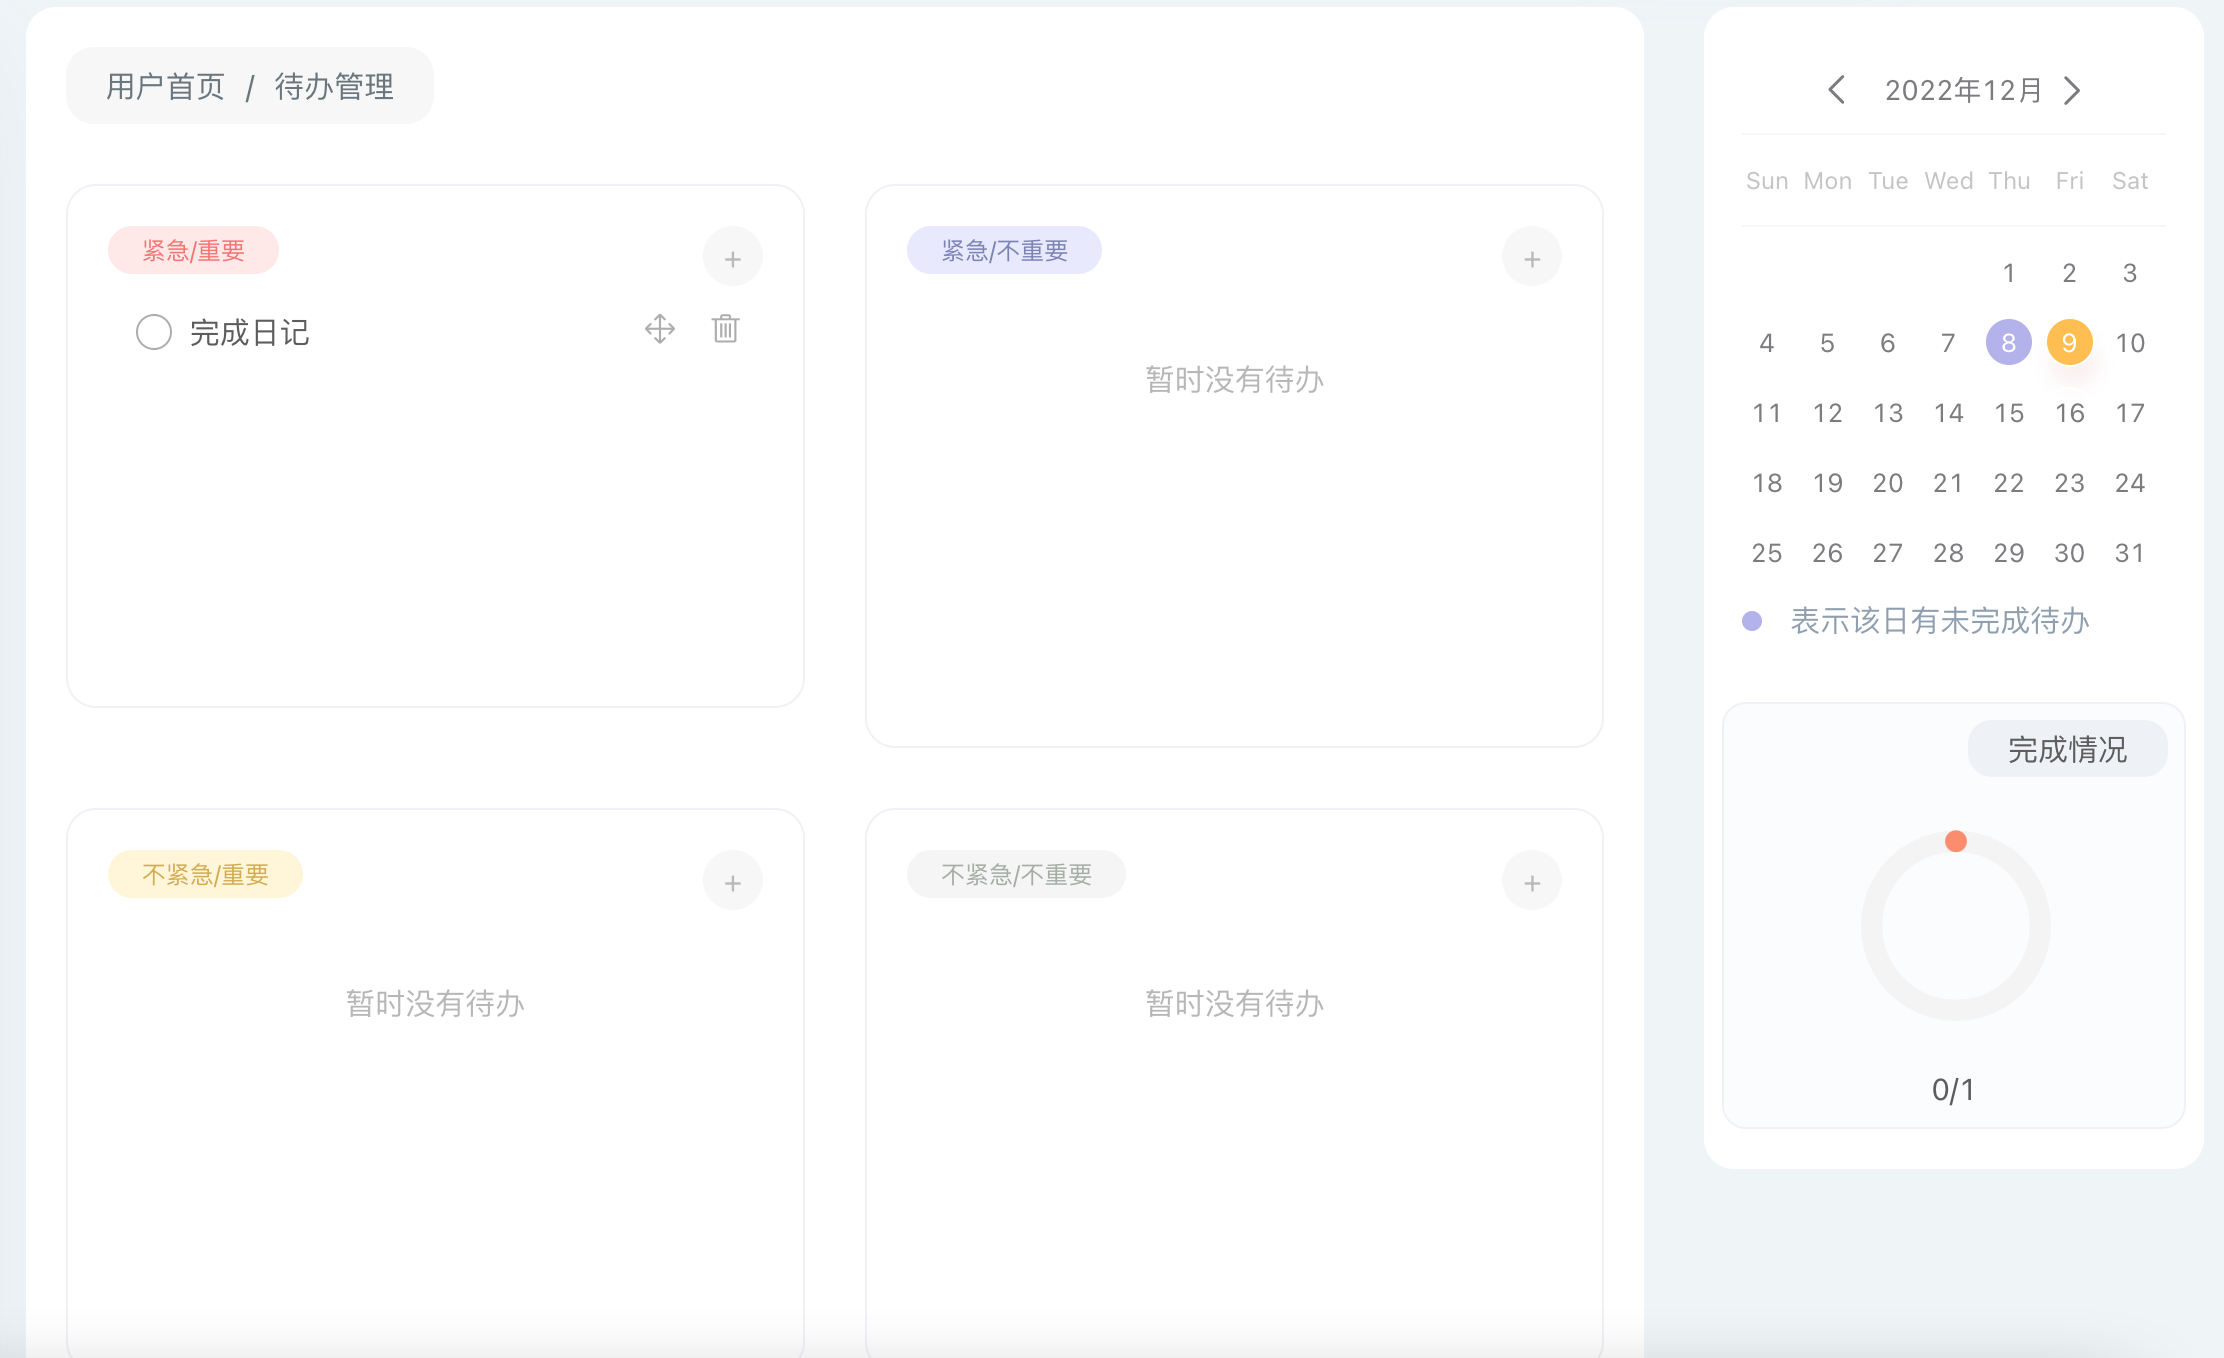 用户首页 / 待办管理
紧急/重要
+
完成日记
紧急/不重要
+
暂时没有待办
不紧急/重要
+
暂时没有待办
不紧急/不重要
+
暂时没有待办
2022年12月
Sun Mon Tue Wed Thu Fri Sat
1 2 3
4 5 6 7 8 9 10
11 12 13 14 15 16 17
18 19 20 21 22 23 24
25 26 27 28 29 30 31
表示该日有未完成待办
完成情况
0/1